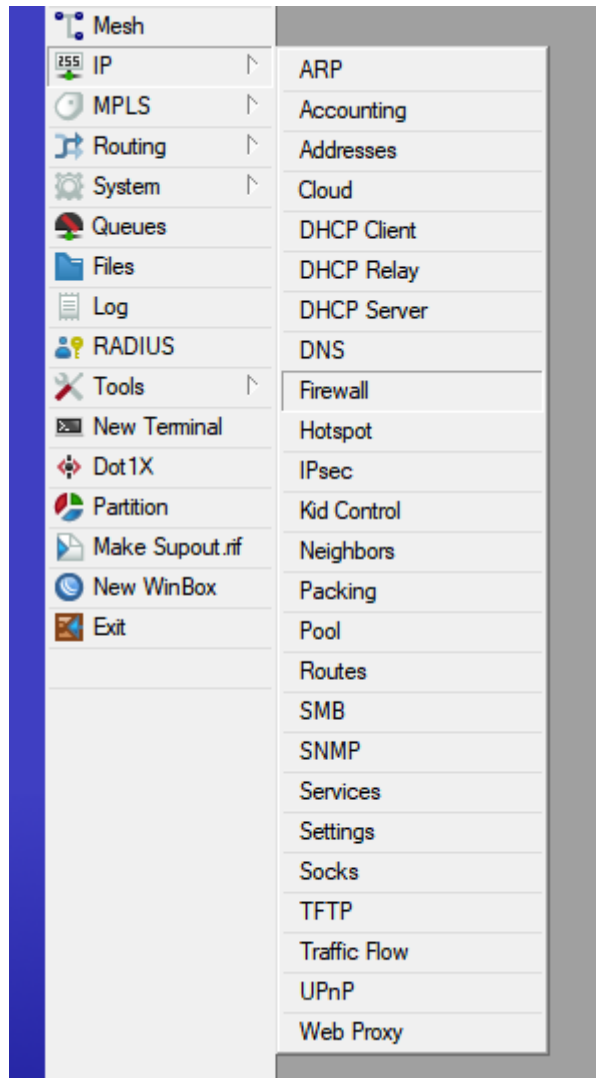 Mesh
IP
MPLS
Routing
System
Queues
Files
Log
RADIUS
Tools
New Terminal
Dot1X
Partition
Make Supout.rif
New WinBox
Exit
ARP
Accounting
Addresses
Cloud
DHCP Client
DHCP Relay
DHCP Server
DNS
Firewall
Hotspot
IPsec
Kid Control
Neighbors
Packing
Pool
Routes
SMB
SNMP
Services
Settings
Socks
TFTP
Traffic Flow
UPnP
Web Proxy